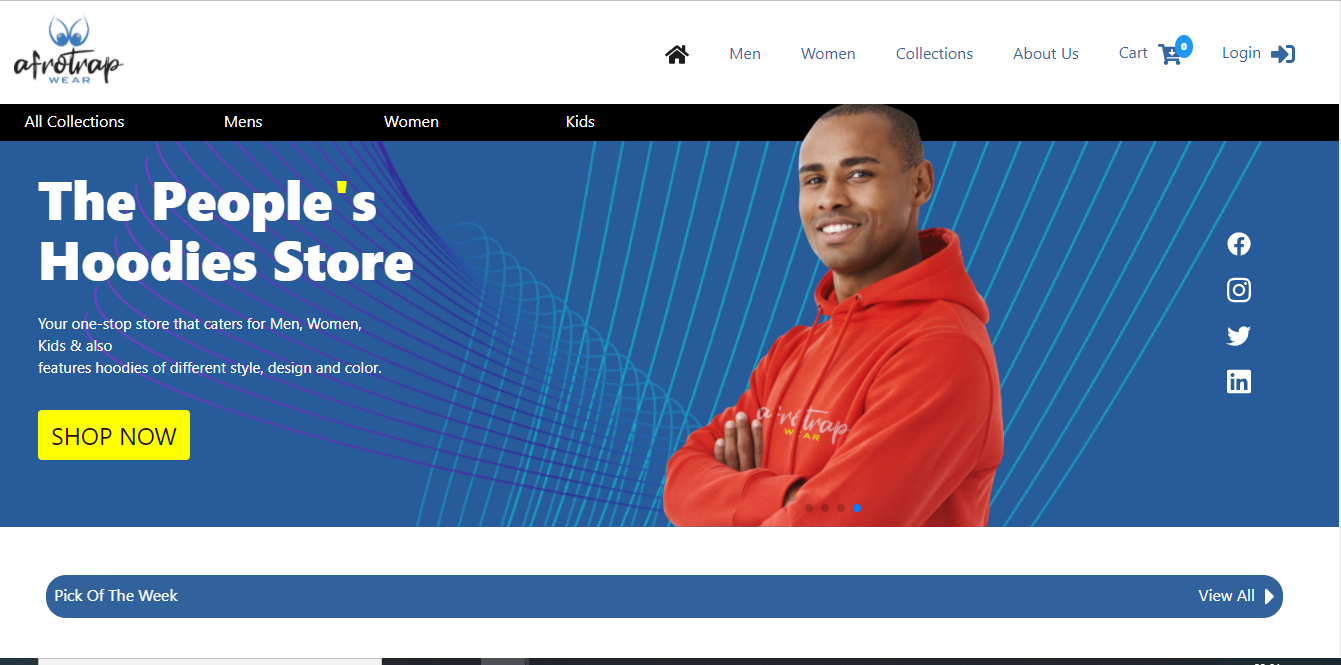 afrotrap
WEAR
Men
Women
Collections
About Us
Cart
0
Login
All Collections
Mens
Women
Kids
The People's
Hoodies Store
Your one-stop store that caters for Men, Women,
Kids & also
features hoodies of different style, design and color.
SHOP NOW
afrotrap
WEAR
in
Pick Of The Week
View All